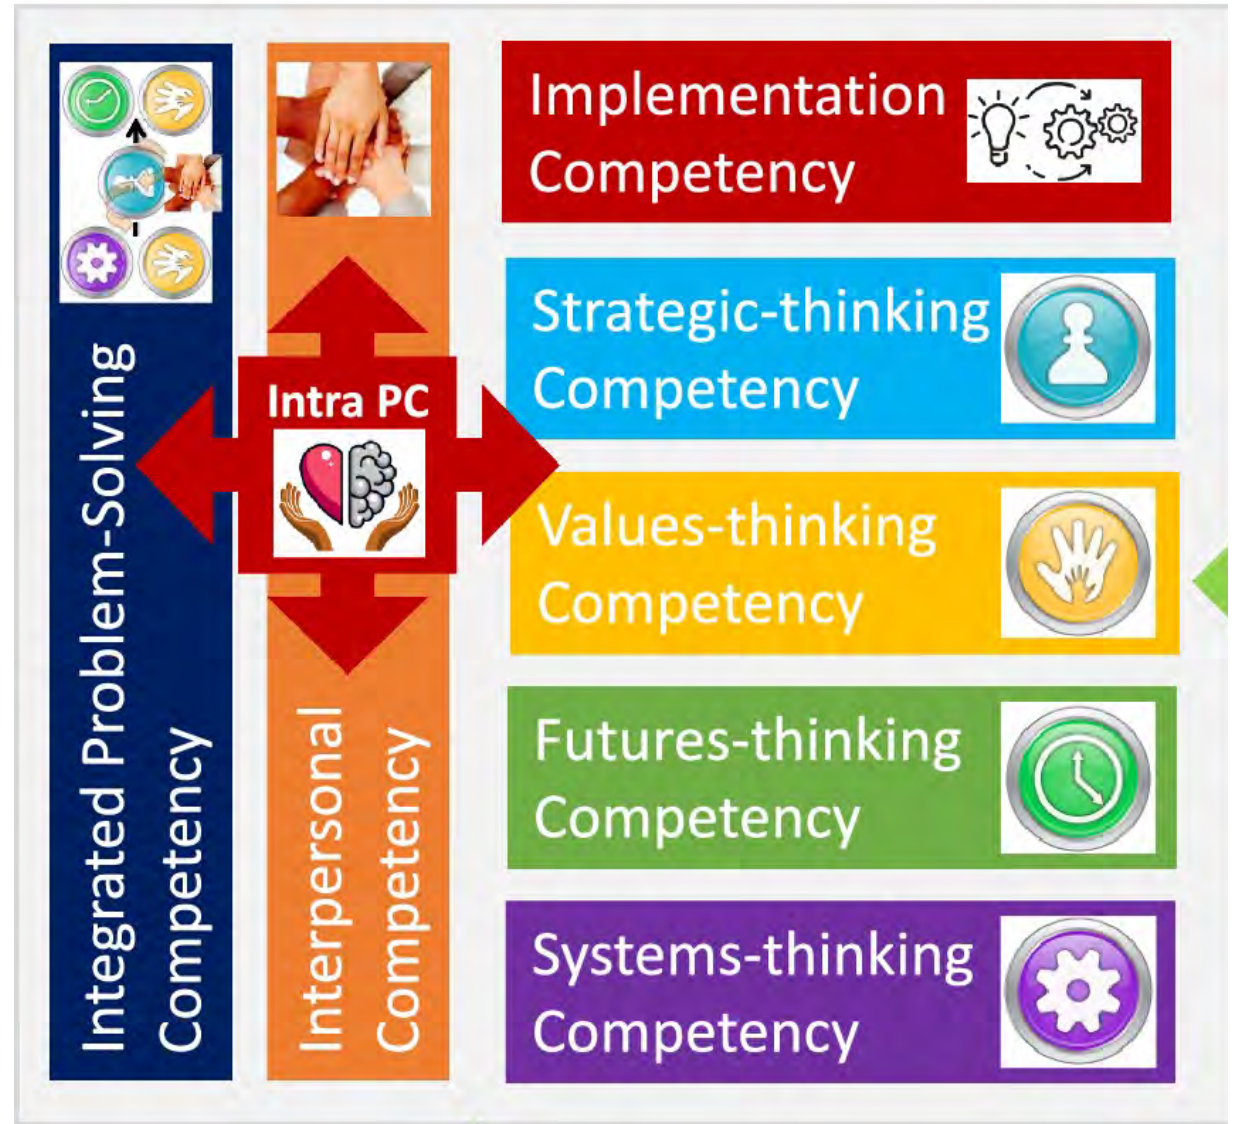 Integrated Problem-Solving
Competency
Interpersonal
Competency
Intra PC
Implementation
Competency
Strategic-thinking
Competency
Values-thinking
Competency
Futures-thinking
Competency
Systems-thinking
Competency